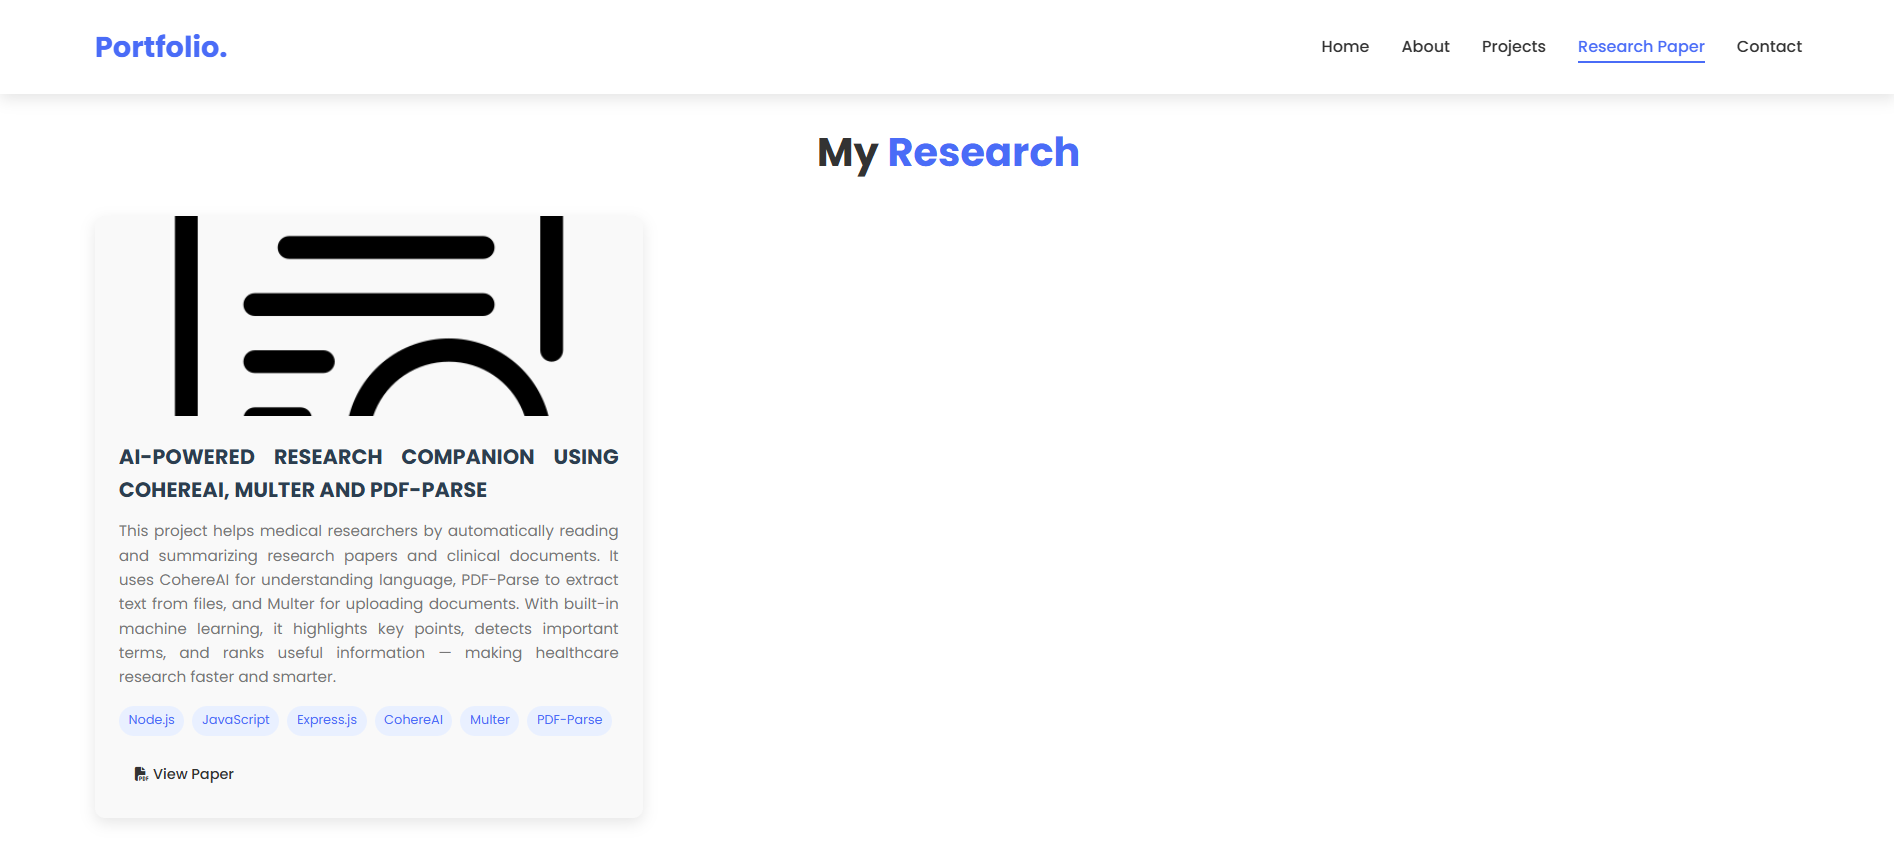 Portfolio.
Home About Projects Research Paper Contact
My Research
AI-POWERED RESEARCH COMPANION USING
COHEREAI, MULTER AND PDF-PARSE
This project helps medical researchers by automatically reading
and summarizing research papers and clinical documents. It
uses CohereAI for understanding language, PDF-Parse to extract
text from files, and Multer for uploading documents. With built-in
machine learning, it highlights key points, detects important
terms, and ranks useful information — making healthcare
research faster and smarter.
Node.js JavaScript Express.js CohereAI Multer PDF-Parse
View Paper